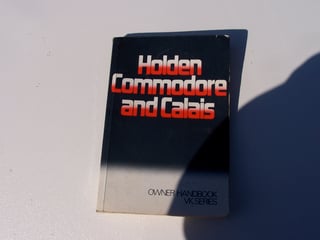 Holden
Commodore
and Calais
OWNER HANDBOOK
VK SERIES